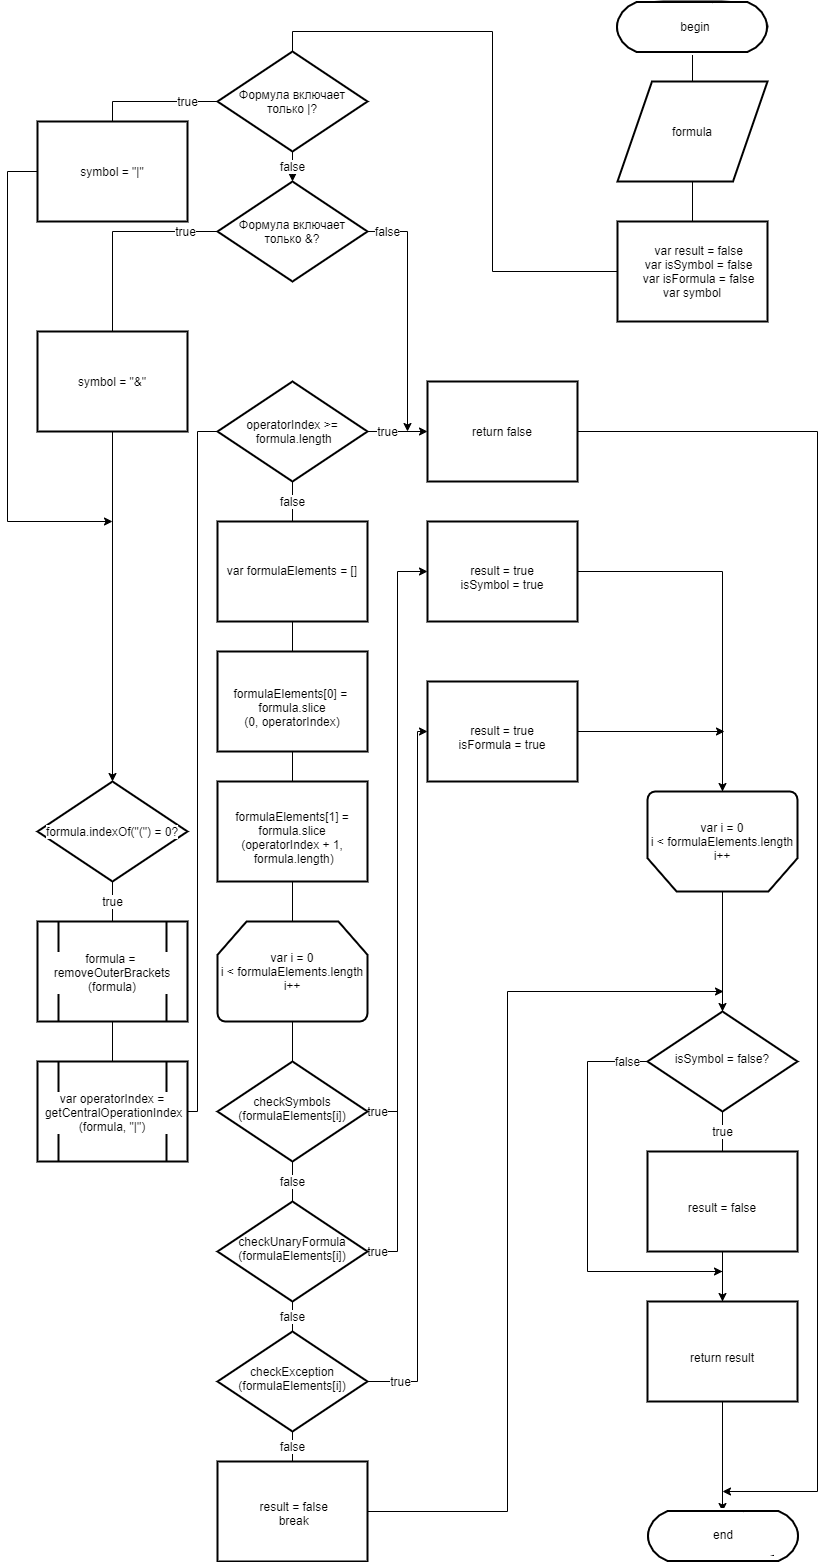 begin
formula
var result = false
var isSymbol = false
var isFormula = false
var symbol
Формула включает
только |?
true
false
symbol = "|"
Формула включает
только &?
true
false
symbol = "&"
operatorIndex >=
formula.length
true
false
return false
var formulaElements = []
result = true
isSymbol = true
formulaElements[0] =
formula.slice
(0, operatorIndex)
result = true
isFormula = true
formulaElements[1] =
formula.slice
(operatorIndex + 1,
formula.length)
formula.indexOf("(") = 0?
true
var i = 0
i < formulaElements.length
i++
formula =
removeOuterBrackets
(formula)
var i = 0
i < formulaElements.length
i++
var operatorIndex =
getCentralOperationIndex
(formula, "|")
checkSymbols
(formulaElements[i])
true
false
isSymbol = false?
false
true
checkUnaryFormula
(formulaElements[i])
true
false
result = false
checkException
(formulaElements[i])
true
false
return result
result = false
break
end